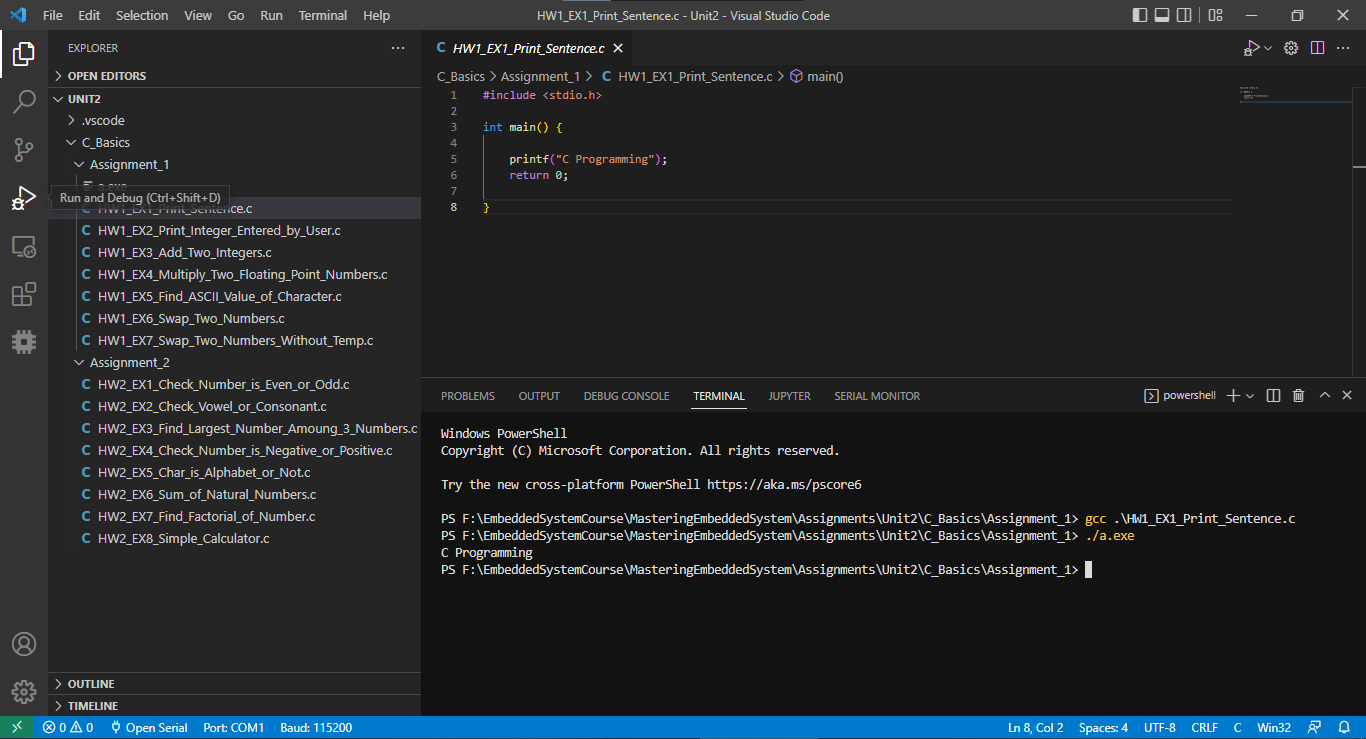 File Edit Selection View Go Run Terminal Help HW1_EX1_Print_Sentence.c - Unit2 - Visual Studio Code
EXPLORER
OPEN EDITORS
UNIT2
.vscode
C_Basics
Assignment_1
a.exe
Run and Debug (Ctrl+Shift+D)
C HW1_EX1_Print_Sentence.c
C HW1_EX2_Print_Integer_Entered_by_User.c
C HW1_EX3_Add_Two_Integers.c
C HW1_EX4_Multiply_Two_Floating_Point_Numbers.c
C HW1_EX5_Find_ASCII_Value_of_Character.c
C HW1_EX6_Swap_Two_Numbers.c
C HW1_EX7_Swap_Two_Numbers_Without_Temp.c
Assignment_2
C HW2_EX1_Check_Number_is_Even_or_Odd.c
C HW2_EX2_Check_Vowel_or_Consonant.c
C HW2_EX3_Find_Largest_Number_Amoung_3_Numbers.c
C HW2_EX4_Check_Number_is_Negative_or_Positive.c
C HW2_EX5_Char_is_Alphabet_or_Not.c
C HW2_EX6_Sum_of_Natural_Numbers.c
C HW2_EX7_Find_Factorial_of_Number.c
C HW2_EX8_Simple_Calculator.c
OUTLINE
TIMELINE
C HW1_EX1_Print_Sentence.c
C_Basics > Assignment_1 > C HW1_EX1_Print_Sentence.c > main()
1 #include <stdio.h>
2
3 int main() {
4
5 printf("C Programming");
6 return 0;
7
8 }
PROBLEMS OUTPUT DEBUG CONSOLE TERMINAL JUPYTER SERIAL MONITOR powershell
Windows PowerShell
Copyright (C) Microsoft Corporation. All rights reserved.
Try the new cross-platform PowerShell https://aka.ms/pscore6
PS F:\EmbeddedSystemCourse\MasteringEmbeddedSystem\Assignments\Unit2\C_Basics\Assignment_1> gcc .\HW1_EX1_Print_Sentence.c
PS F:\EmbeddedSystemCourse\MasteringEmbeddedSystem\Assignments\Unit2\C_Basics\Assignment_1> ./a.exe
C Programming
PS F:\EmbeddedSystemCourse\MasteringEmbeddedSystem\Assignments\Unit2\C_Basics\Assignment_1>
0 0 Open Serial Port: COM1 Baud: 115200 Ln 8, Col 2 Spaces: 4 UTF-8 CRLF C Win32